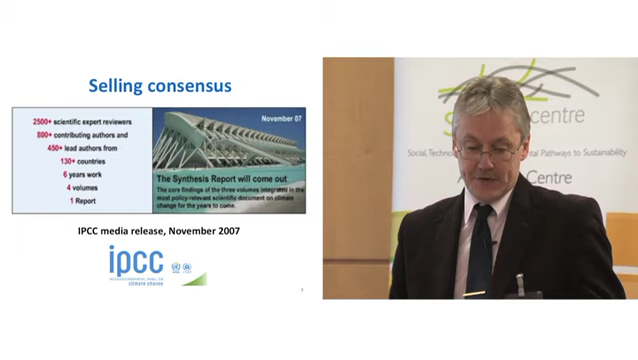 Selling consensus
2500+ scientific expert reviewers
800+ contributing authors and
450+ lead authors from
130+ countries
6 years work
4 volumes
1 Report
November 07
The Synthesis Report will come out
The core findings of the three volumes integrated in the
most policy-relevant scientific document on climate
change for the years to come.
IPCC media release, November 2007
ipcc
INTERGOVERNMENTAL PANEL ON
climate change
centre
Social, Technol
tal Pathways to Sustainability
Centre